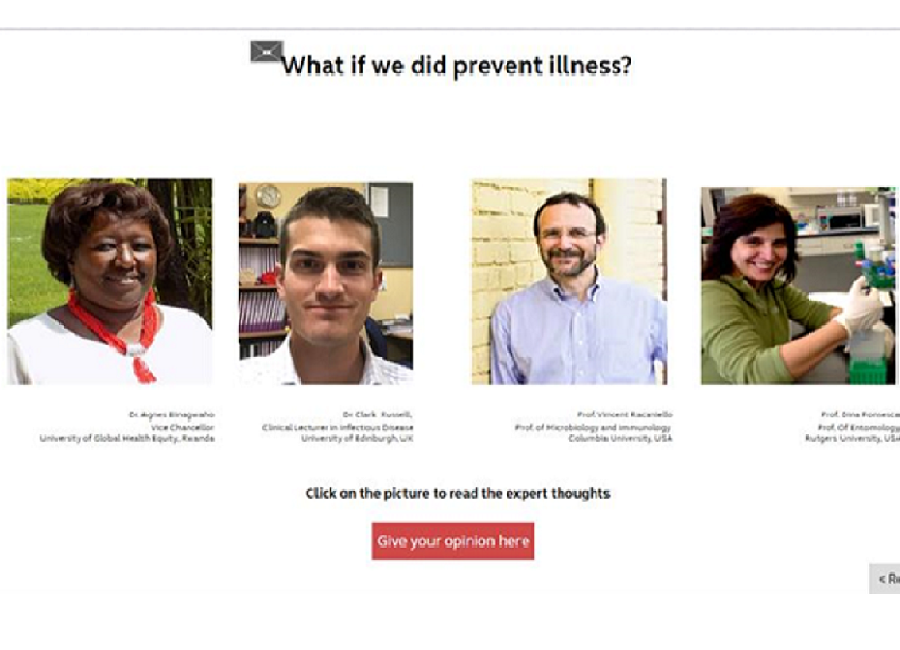 What if we did prevent illness?
Dr. Agnes Binagwaho
Vice Chancellor
University of Global Health Equity, Rwanda
Dr. Clark Russell,
Clinical Lecturer in Infectious Disease
University of Edinburgh, UK
Prof. Vincent Racaniello
Prof. of Microbiology and Immunology
Columbia University, USA
Prof. Dina Fonseca
Prof. Of Entomology
Rutgers University, USA
Click on the picture to read the expert thoughts
Give your opinion here
< Re